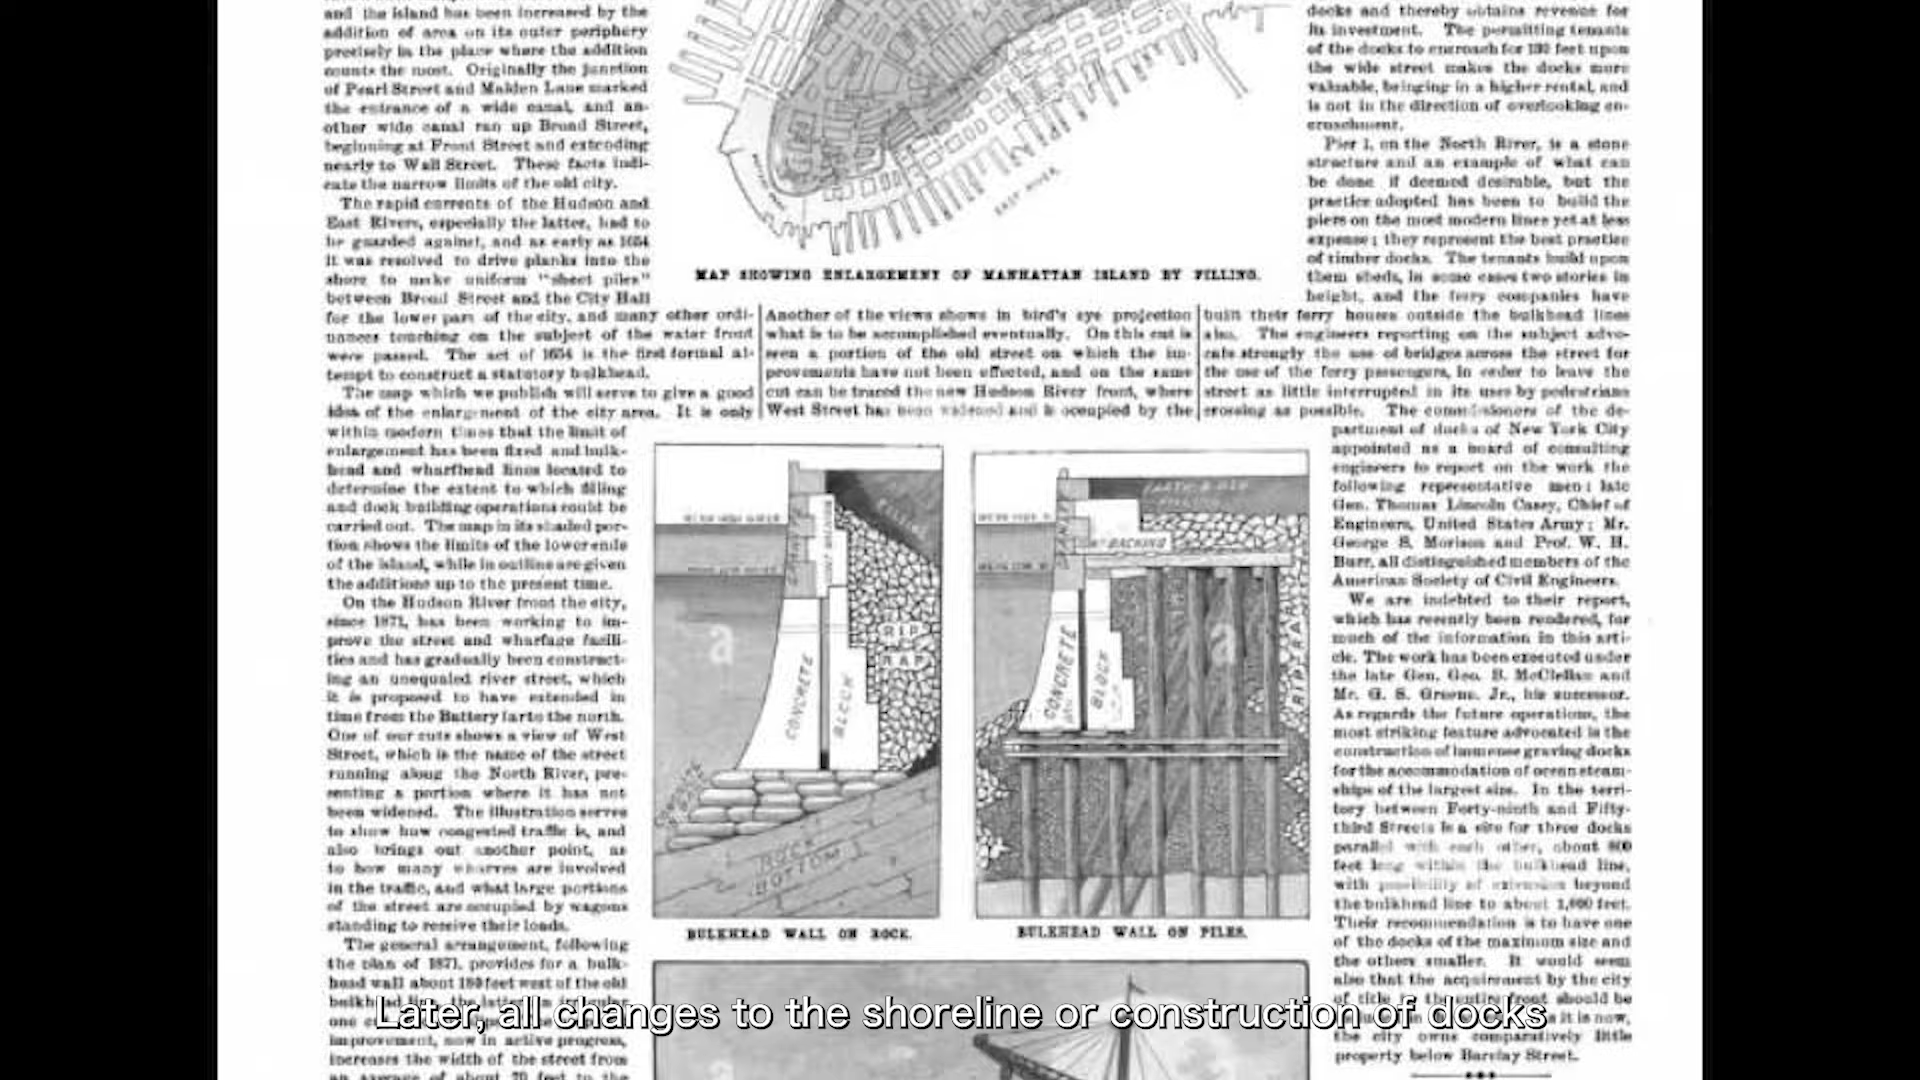 and the island has been increased by the
addition of area on its outer periphery
precisely in the place where the addition
counts the most. Originally the junction
of Pearl Street and Maiden Lane marked
the entrance of a wide canal, and an-
other wide canal ran up Broad Street,
beginning at Front Street and extending
nearly to Wall Street. These facts indi-
cate the narrow limits of the old city.
The rapid currents of the Hudson and
East Rivers, especially the latter, had to
be guarded against, and as early as 1654
it was resolved to drive planks into the
shore to make uniform "sheet piles"
between Broad Street and the City Hall
for the lower part of the city, and many other ordi-
nances touching on the subject of the water front
were passed. The act of 1654 is the first formal at-
tempt to construct a statutory bulkhead.
The map which we publish will serve to give a good
idea of the enlargement of the city area. It is only
within modern times that the limit of
enlargement has been fixed and bulk-
head and wharfhead lines located to
determine the extent to which filling
and dock building operations could be
carried out. The map in its shaded por-
tion shows the limits of the lower ends
of the island, while in outline are given
the additions up to the present time.
On the Hudson River front the city,
since 1871, has been working to im-
prove the street and wharfage facili-
ties and has gradually been construct-
ing an unequaled river street, which
it is proposed to have extended in
time from the Battery far to the north.
One of our cuts shows a view of West
Street, which is the name of the street
running along the North River, pre-
senting a portion where it has not
been widened. The illustration serves
to show how congested traffic is, and
also brings out another point, as
to how many wharves are involved
in the traffic, and what large portions
of the street are occupied by wagons
standing to receive their loads.
The general arrangement, following
the plan of 1871, provides for a bulk-
head wall about 180 feet west of the old
improvement, now in active progress,
increases the width of the street from
an average of about 70 feet to the
EAST RIVER
MAP SHOWING ENLARGEMENT OF MANHATTAN ISLAND BY FILLING.
Another of the views shows in bird's eye projection
what is to be accomplished eventually. On this cut is
seen a portion of the old street on which the im-
provements have not been effected, and on the same
cut can be traced the new Hudson River front, where
West Street has been widened and is occupied by the
FILLING
RIP
RAP
CONCRETE
BLOCK
ROCK
BOTTOM
a
BULKHEAD WALL ON ROCK.
EARTH & ASH
FILLING
BACKING
CONCRETE
BLOCK
RIP RAP
a
BULKHEAD WALL ON PILES.
docks and thereby obtains revenue for
its investment. The permitting tenants
of the docks to encroach for 130 feet upon
the wide street makes the docks more
valuable, bringing in a higher rental, and
is not in the direction of overlooking en-
croachment.
Pier 1, on the North River, is a stone
structure and an example of what can
be done if deemed desirable, but the
practice adopted has been to build the
piers on the most modern lines yet at less
expense; they represent the best practice
of timber docks. The tenants build upon
them sheds, in some cases two stories in
height, and the ferry companies have
built their ferry houses outside the bulkhead lines
also. The engineers reporting on the subject advo-
cate strongly the use of bridges across the street for
the use of the ferry passengers, in order to leave the
street as little interrupted in its uses by pedestrians
crossing as possible. The commissioners of the de-
partment of docks of New York City
appointed as a board of consulting
engineers to report on the work the
following representative men: late
Gen. Thomas Lincoln Casey, Chief of
Engineers, United States Army; Mr.
George S. Morison and Prof. W. H.
Burr, all distinguished members of the
American Society of Civil Engineers.
We are indebted to their report,
which has recently been rendered, for
much of the information in this arti-
cle. The work has been executed under
the late Gen. Geo. B. McClellan and
Mr. G. S. Greene, Jr., his successor.
As regards the future operations, the
most striking feature advocated is the
construction of immense graving docks
for the accommodation of ocean steam-
ships of the largest size. In the terri-
tory between Forty-ninth and Fifty-
third Streets is a site for three docks
parallel with each other, about 800
feet long within the bulkhead line,
with possibility of extension beyond
the bulkhead line to about 1,000 feet.
Their recommendation is to have one
of the docks of the maximum size and
the others smaller. It would seem
also that the acquirement by the city
of title to the entire front should be
it is now,
the city owns comparatively little
property below Barclay Street.
a
Later, all changes to the shoreline or construction of docks